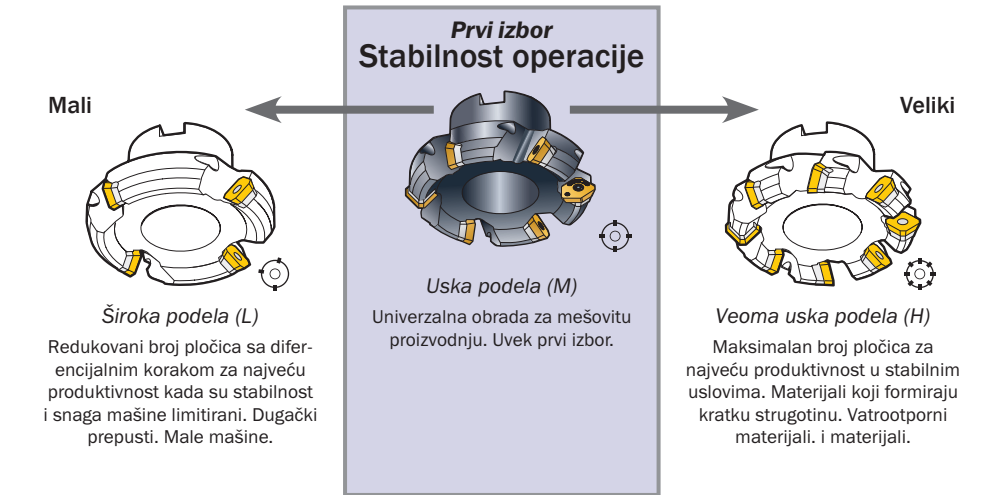 Prvi izbor
Stabilnost operacije
Mali
Veliki
Široka podela (L)
Redukovani broj pločica sa difer-
encijalnim korakom za najveću
produktivnost kada su stabilnost
i snaga mašine limitirani. Dugački
prepusti. Male mašine.
Uska podela (M)
Univerzalna obrada za mešovitu
proizvodnju. Uvek prvi izbor.
Veoma uska podela (H)
Maksimalan broj pločica za
najveću produktivnost u stabilnim
uslovima. Materijali koji formiraju
kratku strugotinu. Vatrootporni
materijali. i materijali.